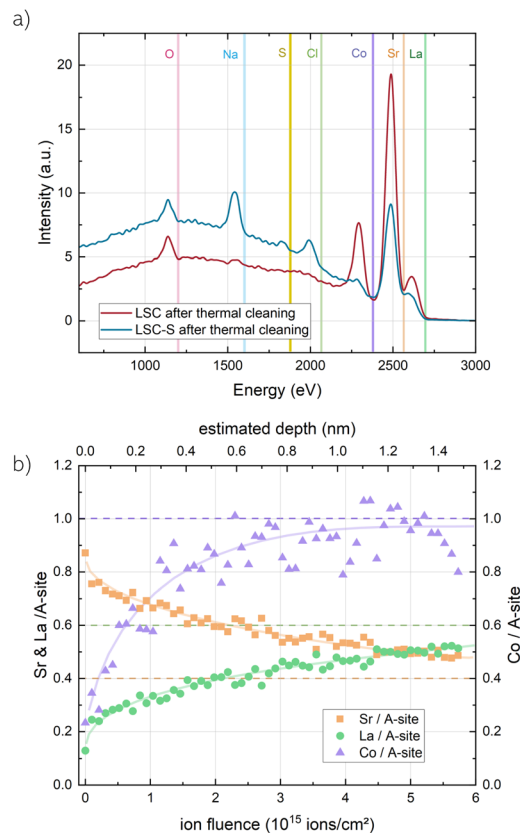 a)
O Na S Cl Co Sr La
20
15
10
5
0
Intensity (a.u.)
LSC after thermal cleaning
LSC-S after thermal cleaning
1000 1500 2000 2500 3000
Energy (eV)
b)
estimated depth (nm)
0.0 0.2 0.4 0.6 0.8 1.0 1.2 1.4
1.2 1.2
1.0 1.0
0.8 0.8
0.6 0.6
0.4 0.4
0.2 0.2
0.0 0.0
Sr & La /A-site
Co / A-site
Sr / A-site
La / A-site
Co / A-site
0 1 2 3 4 5 6
ion fluence (10¹⁵ ions/cm²)